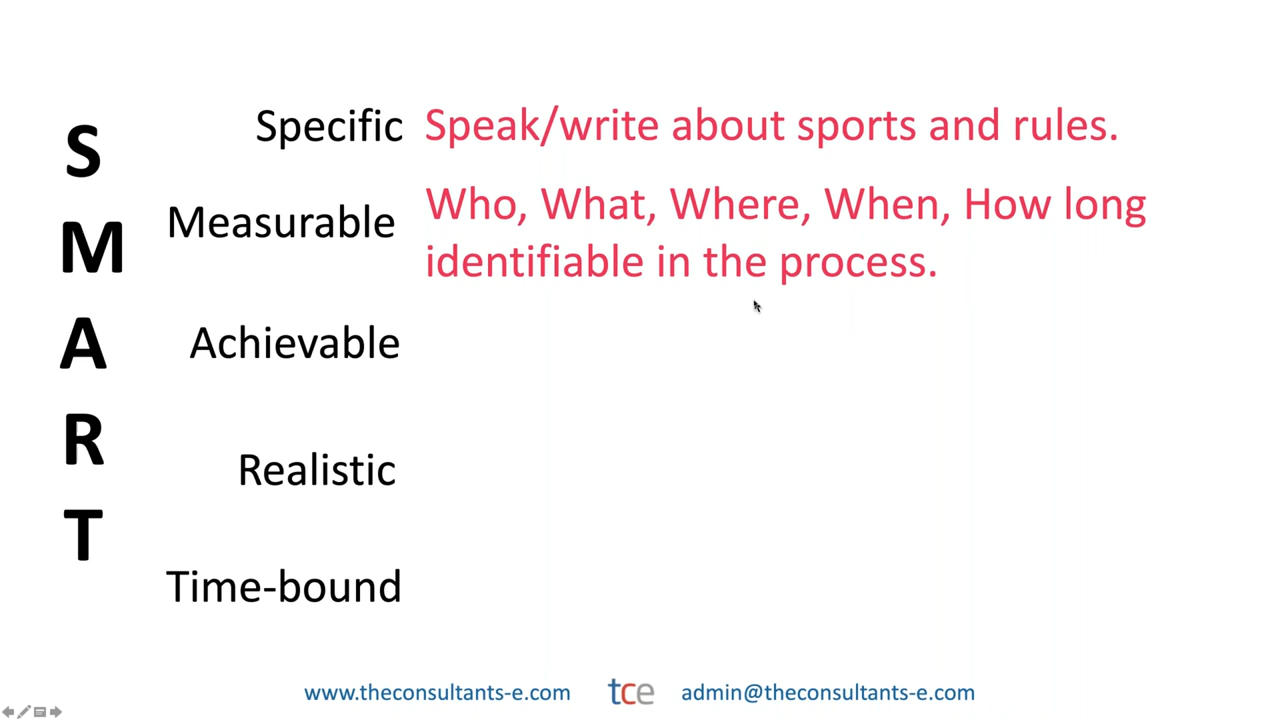 S
M
A
R
T
Specific Speak/write about sports and rules.
Measurable Who, What, Where, When, How long
identifiable in the process.
Achievable
Realistic
Time-bound
www.theconsultants-e.com tce admin@theconsultants-e.com